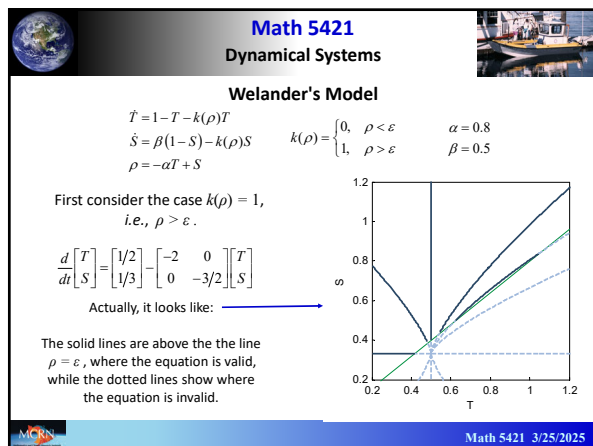 Math 5421
Dynamical Systems
Welander's Model
Ṫ = 1 − T − k(ρ)T
Ṡ = β(1 − S) − k(ρ)S
ρ = −αT + S
k(ρ) = {0, ρ < ε
1, ρ > ε
α = 0.8
β = 0.5
First consider the case k(ρ) = 1,
i.e., ρ > ε .
d/dt [T S] = [1/2 1/3] − [−2 0 0 −3/2] [T S]
Actually, it looks like:
The solid lines are above the the line
ρ = ε , where the equation is valid,
while the dotted lines show where
the equation is invalid.
1.2
1
0.8
0.6
0.4
0.2
S
0.2 0.4 0.6 0.8 1 1.2
T
MCRN
Math 5421 3/25/2025